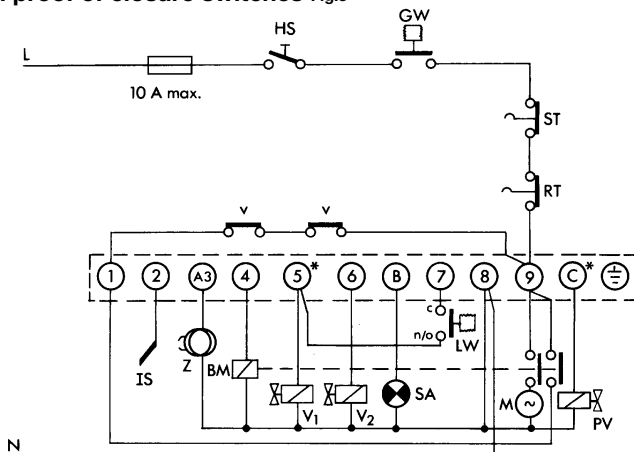 proof of closure switches
HS
GW
L
10 A max.
ST
RT
v v
1 2 A3 4 5* 6 B 7 8 9 C*
c
n/o
LW
IS Z BM V1 V2 SA M ~ PV
N